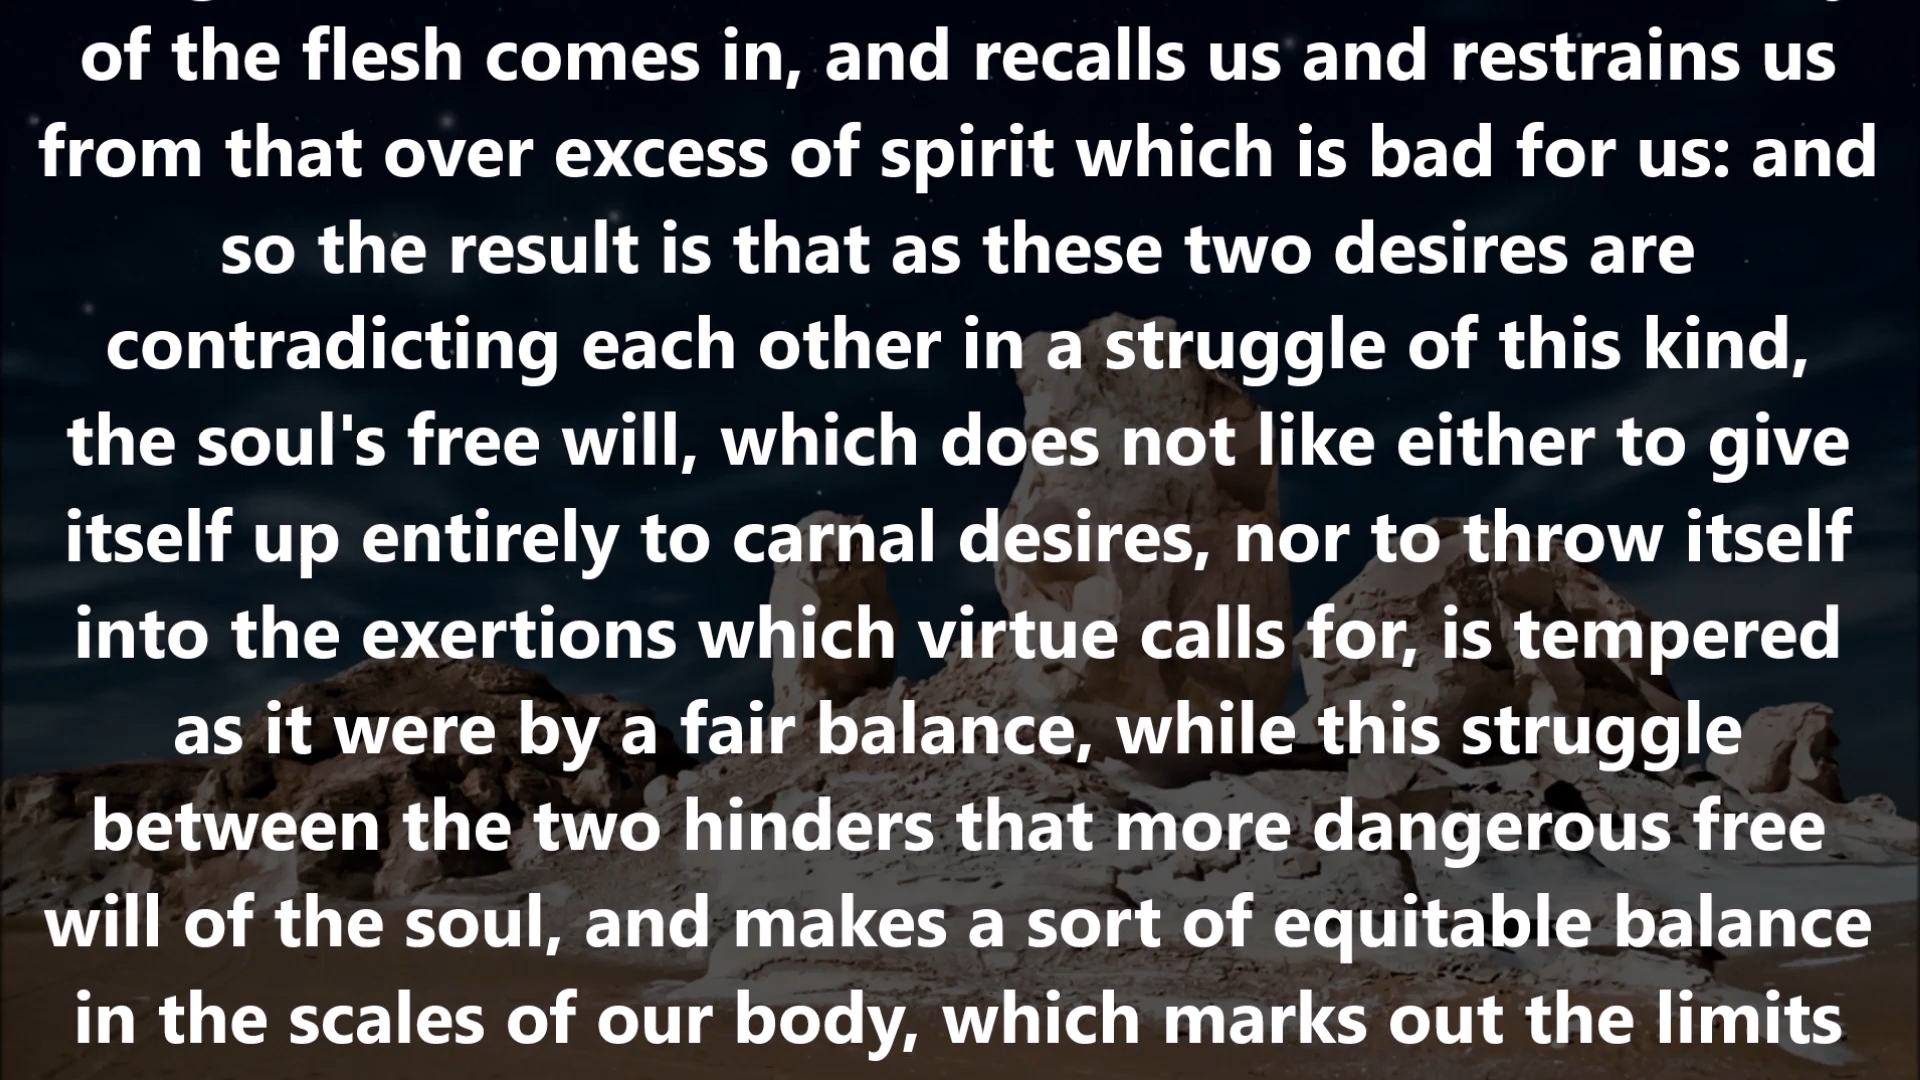 of the flesh comes in, and recalls us and restrains us
from that over excess of spirit which is bad for us: and
so the result is that as these two desires are
contradicting each other in a struggle of this kind,
the soul's free will, which does not like either to give
itself up entirely to carnal desires, nor to throw itself
into the exertions which virtue calls for, is tempered
as it were by a fair balance, while this struggle
between the two hinders that more dangerous free
will of the soul, and makes a sort of equitable balance
in the scales of our body, which marks out the limits